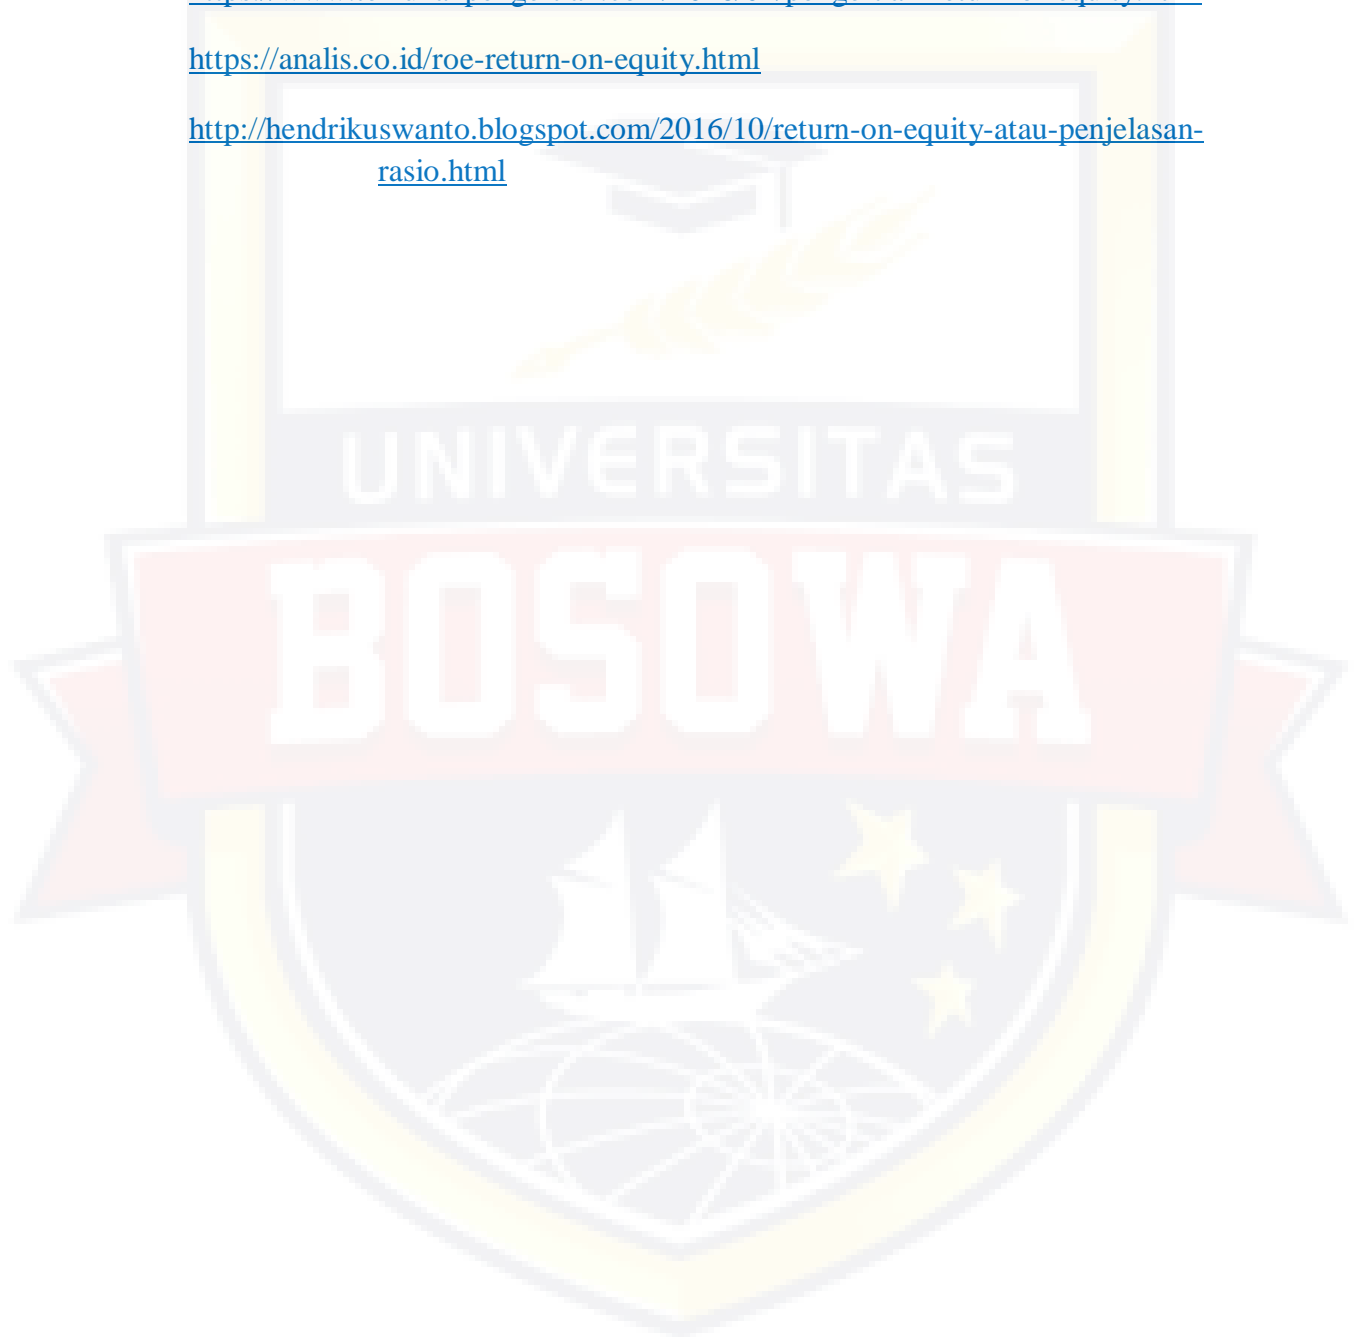 https://analis.co.id/roe-return-on-equity.html
http://hendrikuswanto.blogspot.com/2016/10/return-on-equity-atau-penjelasan-
rasio.html
UNIVERSITAS
BOSOWA